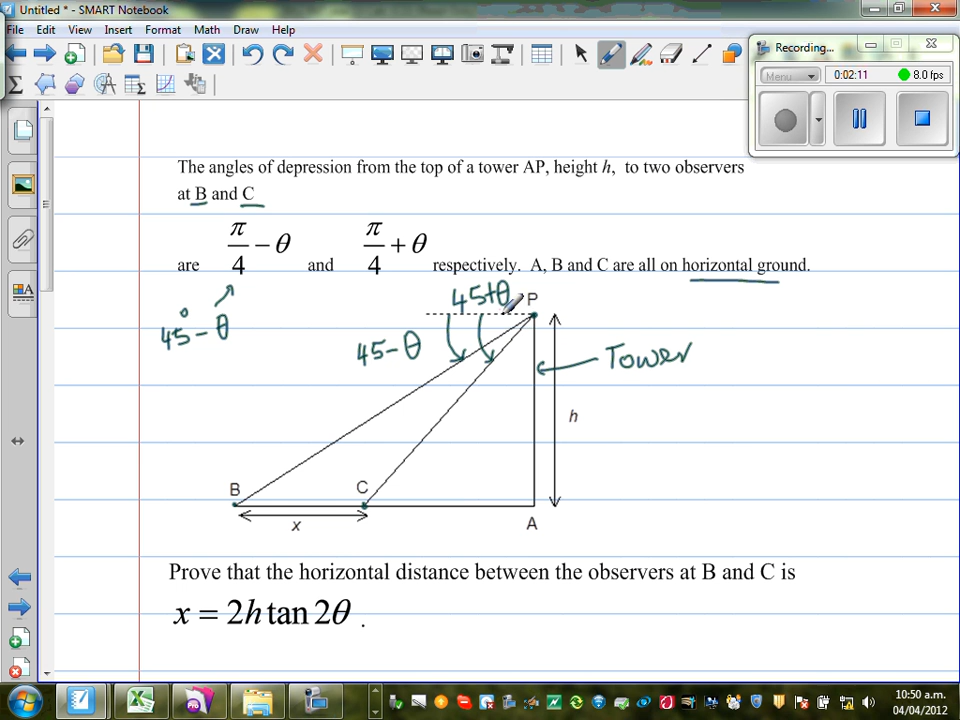 Untitled * - SMART Notebook
File Edit View Insert Format Math Draw Help
Recording...
Menu 0:02:11 8.0 fps
The angles of depression from the top of a tower AP, height h, to two observers
at B and C
are π/4 − θ and π/4 + θ respectively. A, B and C are all on horizontal ground.
45° − θ
45+θ P
45 − θ
Tower
h
B C
x A
Prove that the horizontal distance between the observers at B and C is
x = 2h tan 2θ .
10:50 a.m.
04/04/2012